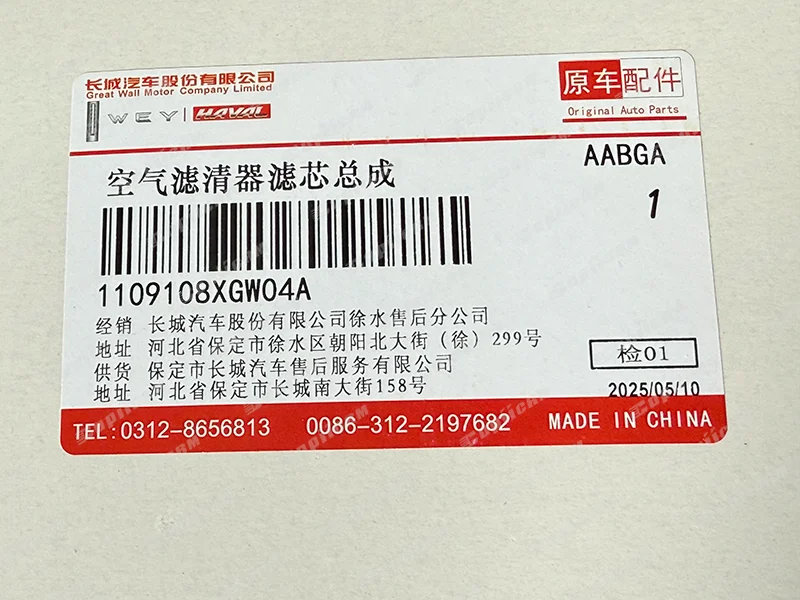 长城汽车股份有限公司
Great Wall Motor Company Limited
WEY
HAVAL
原车配件
Original Auto Parts
空气滤清器滤芯总成
AABGA
1
1109108XGW04A
经销 长城汽车股份有限公司徐水售后分公司
地址 河北省保定市徐水区朝阳北大街（徐）299号
供货 保定市长城汽车售后服务有限公司
地址 河北省保定市长城南大街158号
检01
2025/05/10
TEL:0312-8656813 0086-312-2197682 MADE IN CHINA